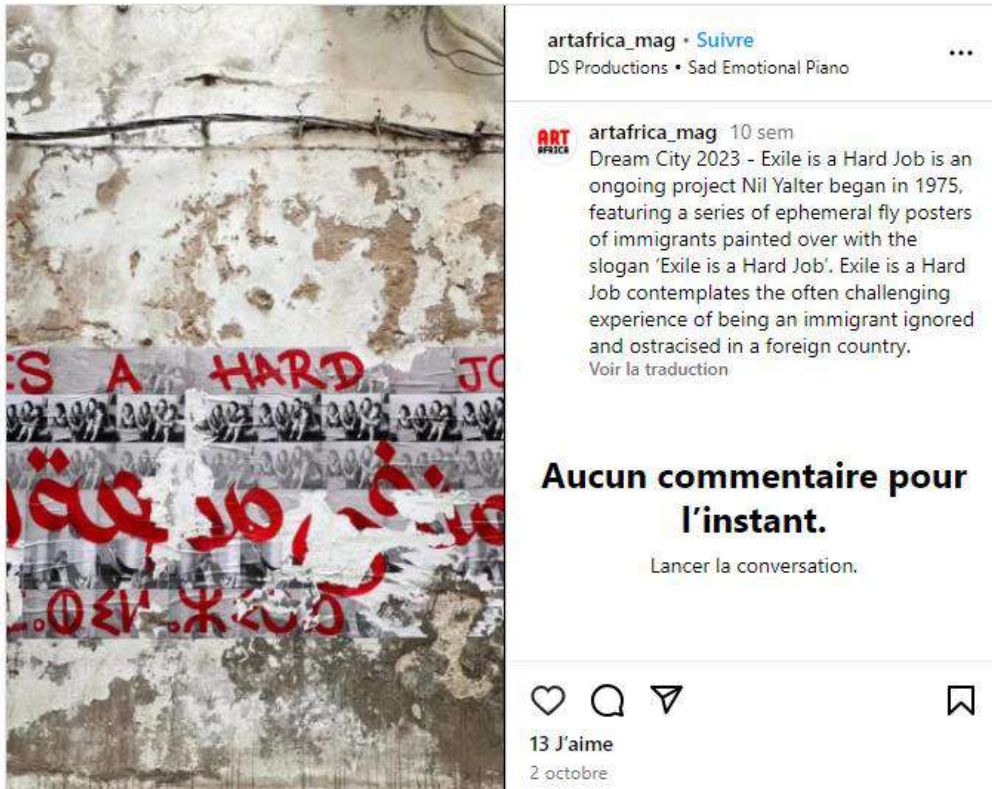 IS A HARD JO
artafrica_mag • Suivre
DS Productions • Sad Emotional Piano
ART
AFRICA
artafrica_mag 10 sem
Dream City 2023 - Exile is a Hard Job is an
ongoing project Nil Yalter began in 1975,
featuring a series of ephemeral fly posters
of immigrants painted over with the
slogan ‘Exile is a Hard Job’. Exile is a Hard
Job contemplates the often challenging
experience of being an immigrant ignored
and ostracised in a foreign country.
Voir la traduction
Aucun commentaire pour
l’instant.
Lancer la conversation.
13 J’aime
2 octobre